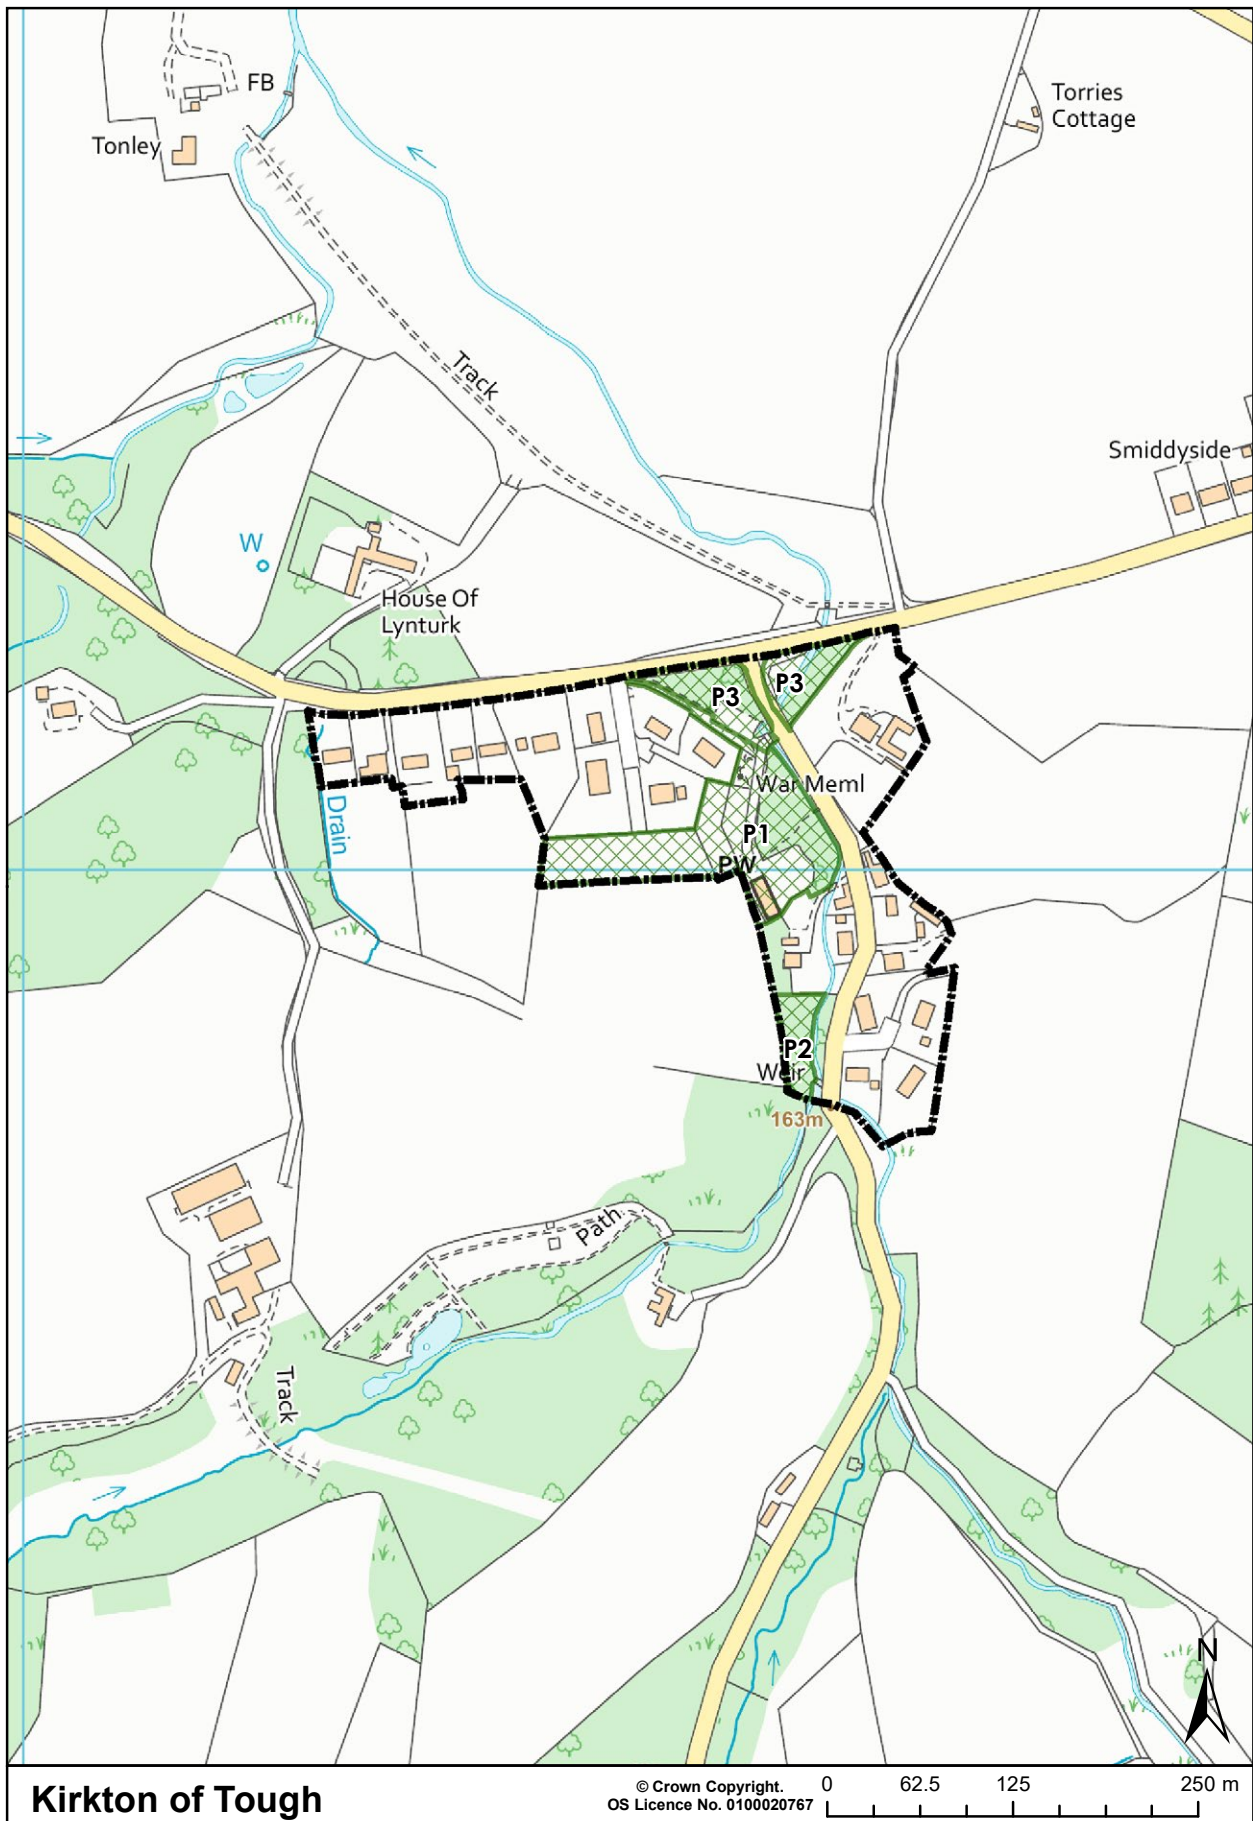 FB
Tonley
Torries
Cottage
Track
Smiddyside
W
House Of
Lynturk
P3
P3
War Meml
Drain
P1
PW
P2
Weir
163m
Path
Track
N
Kirkton of Tough
© Crown Copyright.
OS Licence No. 0100020767
0 62.5 125 250 m